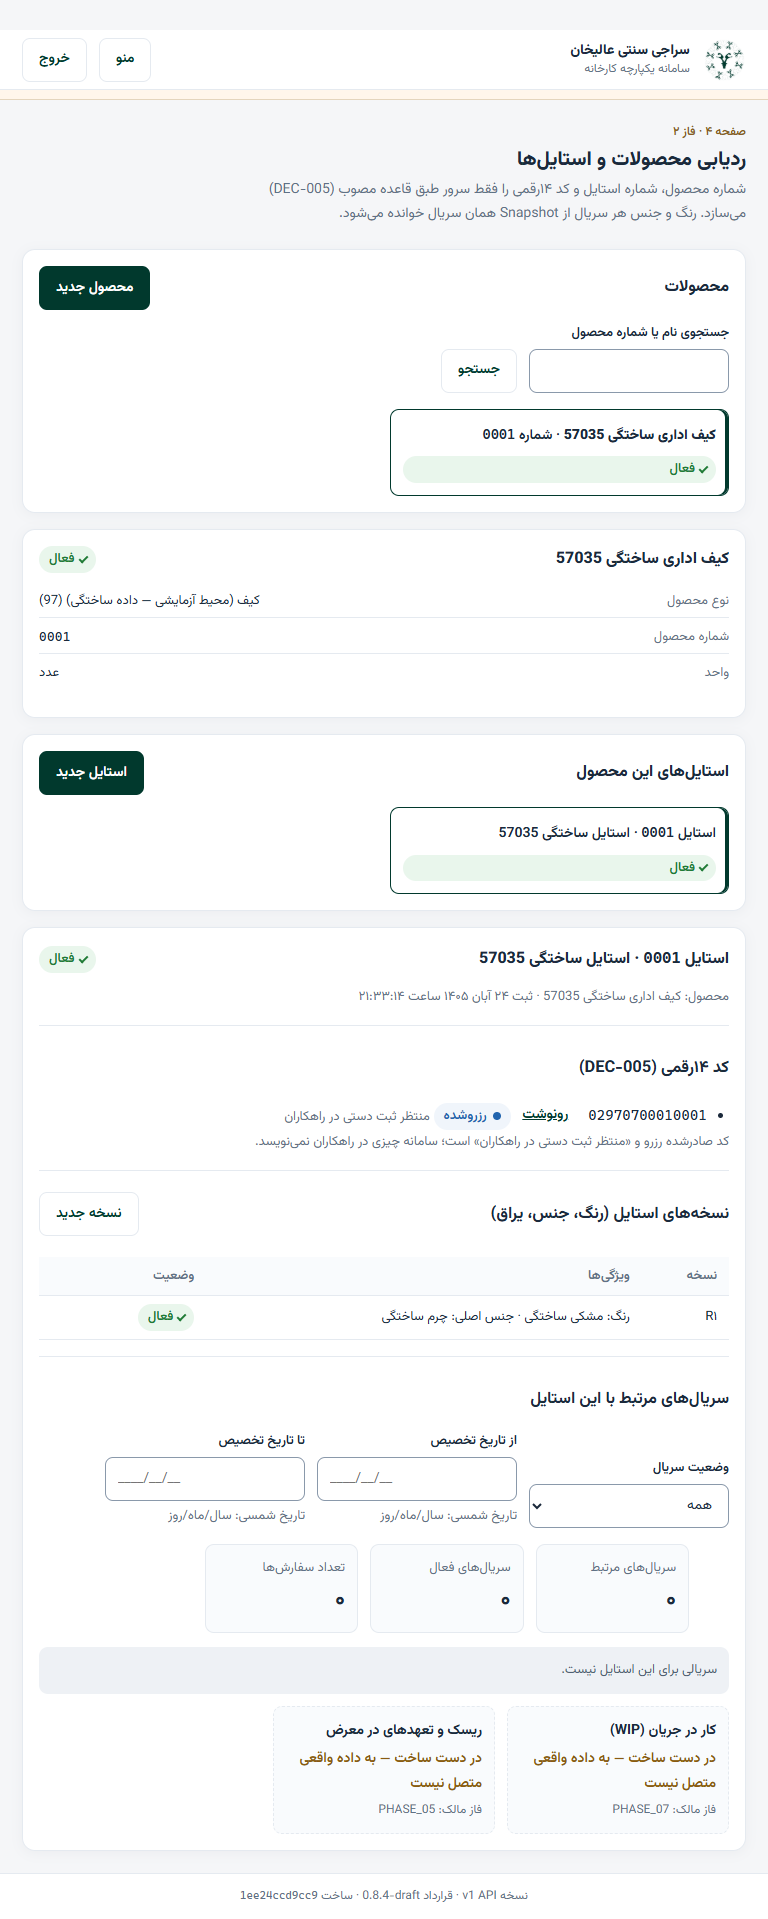 سراجی سنتی عالیخان
سامانه یکپارچه کارخانه
منو
خروج
صفحه ۴ · فاز ۲
ردیابی محصولات و استایل‌ها
شماره محصول، شماره استایل و کد ۱۴رقمی را فقط سرور طبق قاعده مصوب (DEC-005)
می‌سازد. رنگ و جنس هر سریال از Snapshot همان سریال خوانده می‌شود.
محصولات
محصول جدید
جستجوی نام یا شماره محصول
جستجو
کیف اداری ساختگی 57035 · شماره 0001
✓ فعال
کیف اداری ساختگی 57035
✓ فعال
نوع محصول
کیف (محیط آزمایشی — داده ساختگی) (97)
شماره محصول
0001
واحد
عدد
استایل‌های این محصول
استایل جدید
استایل 0001 · استایل ساختگی 57035
✓ فعال
استایل 0001 · استایل ساختگی 57035
✓ فعال
محصول: کیف اداری ساختگی 57035 · ثبت ۲۴ آبان ۱۴۰۵ ساعت ۲۱:۳۳:۱۴
کد ۱۴رقمی (DEC-005)
• 02970700010001 رونوشت ● رزروشده منتظر ثبت دستی در راهکاران
کد صادرشده رزرو و «منتظر ثبت دستی در راهکاران» است؛ سامانه چیزی در راهکاران نمی‌نویسد.
نسخه‌های استایل (رنگ، جنس، یراق)
نسخه جدید
نسخه ویژگی‌ها وضعیت
R۱ رنگ: مشکی ساختگی · جنس اصلی: چرم ساختگی ✓ فعال
سریال‌های مرتبط با این استایل
وضعیت سریال
همه
از تاریخ تخصیص
____/__/__
تاریخ شمسی: سال/ماه/روز
تا تاریخ تخصیص
____/__/__
تاریخ شمسی: سال/ماه/روز
سریال‌های مرتبط
۰
سریال‌های فعال
۰
تعداد سفارش‌ها
۰
سریالی برای این استایل نیست.
کار در جریان (WIP)
در دست ساخت — به داده واقعی
متصل نیست
فاز مالک: PHASE_07
ریسک و تعهدهای در معرض
در دست ساخت — به داده واقعی
متصل نیست
فاز مالک: PHASE_05
نسخه v1 API · قرارداد 0.8.4-draft · ساخت 1ee24ccd9cc9